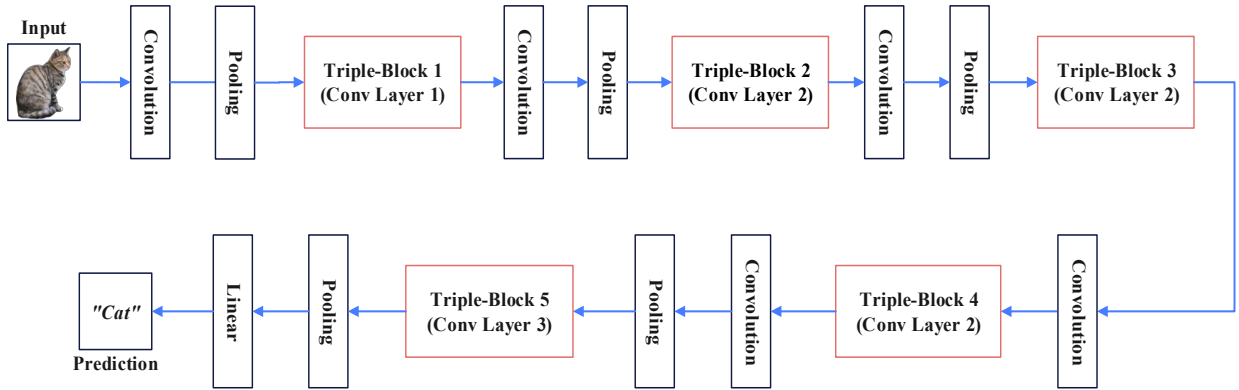 Input
Convolution
Pooling
Triple-Block 1
(Conv Layer 1)
Convolution
Pooling
Triple-Block 2
(Conv Layer 2)
Convolution
Pooling
Triple-Block 3
(Conv Layer 2)
Convolution
Triple-Block 4
(Conv Layer 2)
Convolution
Pooling
Triple-Block 5
(Conv Layer 3)
Pooling
Linear
"Cat"
Prediction